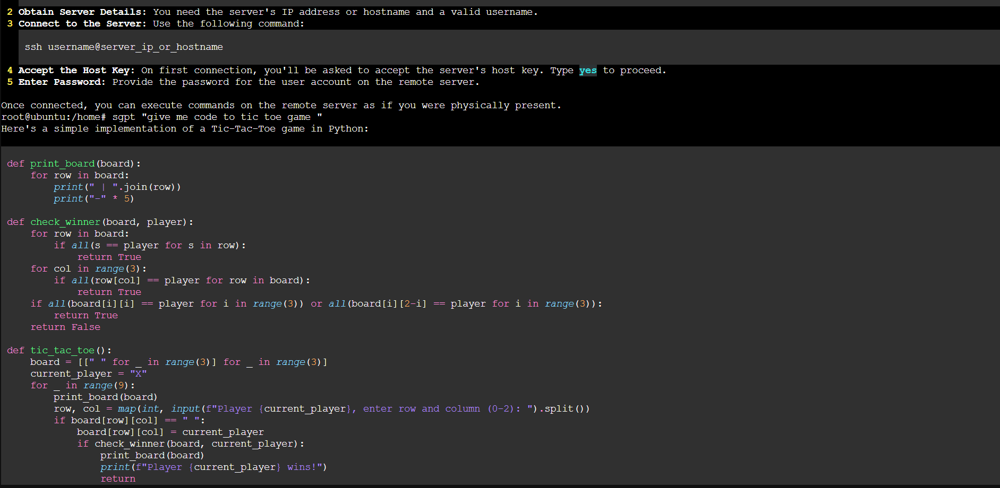 2 Obtain Server Details: You need the server's IP address or hostname and a valid username.
3 Connect to the Server: Use the following command:
ssh username@server_ip_or_hostname
4 Accept the Host Key: On first connection, you'll be asked to accept the server's host key. Type yes to proceed.
5 Enter Password: Provide the password for the user account on the remote server.
Once connected, you can execute commands on the remote server as if you were physically present.
root@ubuntu:/home# sgpt "give me code to tic toe game "
Here's a simple implementation of a Tic-Tac-Toe game in Python:
def print_board(board):
    for row in board:
        print(" | ".join(row))
        print("-" * 5)
def check_winner(board, player):
    for row in board:
        if all(s == player for s in row):
            return True
    for col in range(3):
        if all(row[col] == player for row in board):
            return True
    if all(board[i][i] == player for i in range(3)) or all(board[i][2-i] == player for i in range(3)):
        return True
    return False
def tic_tac_toe():
    board = [[" " for _ in range(3)] for _ in range(3)]
    current_player = "X"
    for _ in range(9):
        print_board(board)
        row, col = map(int, input(f"Player {current_player}, enter row and column (0-2): ").split())
        if board[row][col] == " ":
            board[row][col] = current_player
            if check_winner(board, current_player):
                print_board(board)
                print(f"Player {current_player} wins!")
                return